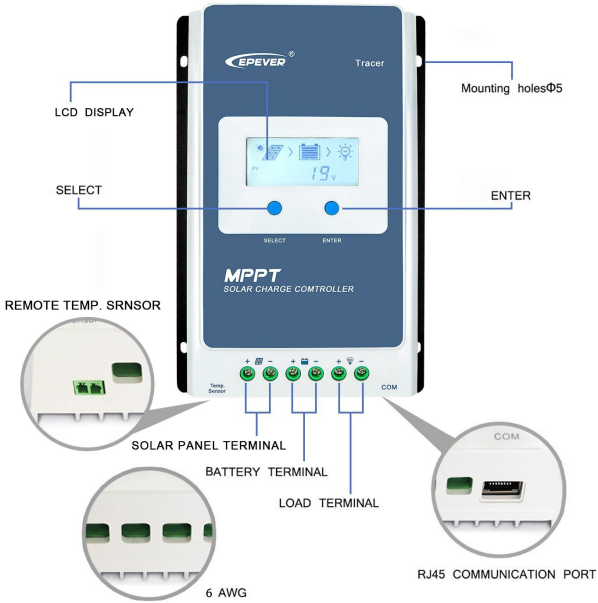 EPEVER ®
Tracer
Mounting holesΦ5
LCD DISPLAY
PV
19 V
SELECT
ENTER
SELECT
ENTER
MPPT
SOLAR CHARGE COMTROLLER
REMOTE TEMP. SRNSOR
+ − + − + −
Temp.
Sensor
COM
SOLAR PANEL TERMINAL
BATTERY TERMINAL
LOAD TERMINAL
COM
RJ45 COMMUNICATION PORT
6 AWG